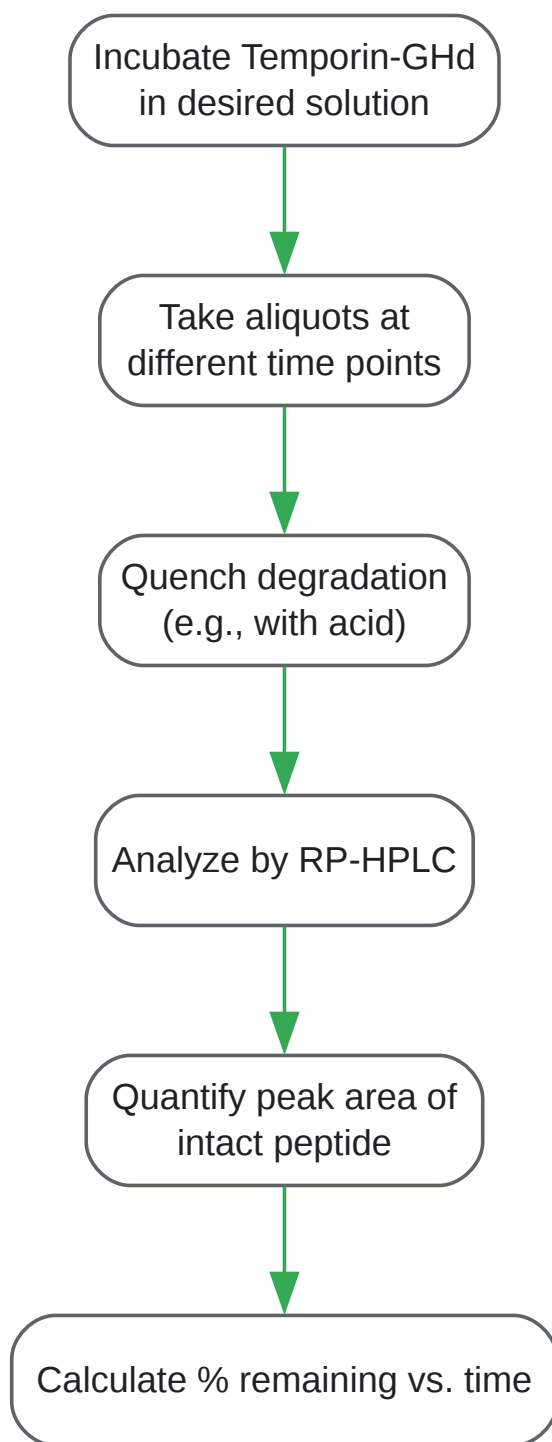 Incubate Temporin-GHd
in desired solution
Take aliquots at
different time points
Quench degradation
(e.g., with acid)
Analyze by RP-HPLC
Quantify peak area of
intact peptide
Calculate % remaining vs. time